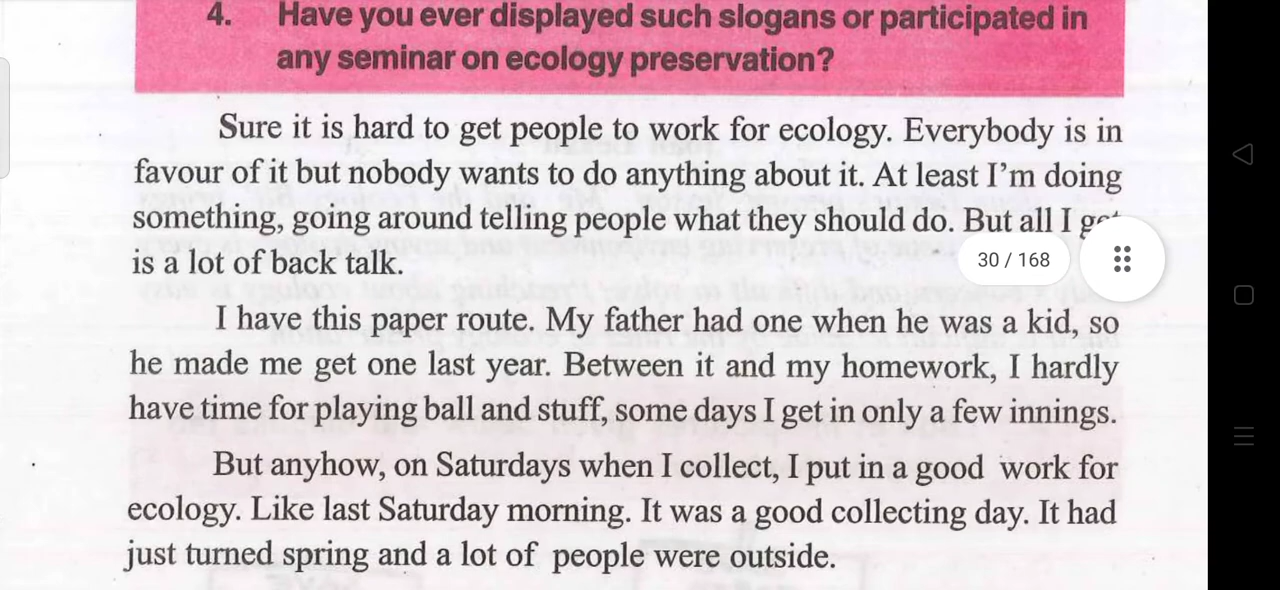 4. Have you ever displayed such slogans or participated in
any seminar on ecology preservation?
Sure it is hard to get people to work for ecology. Everybody is in
favour of it but nobody wants to do anything about it. At least I'm doing
something, going around telling people what they should do. But all I
is a lot of back talk.
30 / 168
I have this paper route. My father had one when he was a kid, so
he made me get one last year. Between it and my homework, I hardly
have time for playing ball and stuff, some days I get in only a few innings.
But anyhow, on Saturdays when I collect, I put in a good work for
ecology. Like last Saturday morning. It was a good collecting day. It had
just turned spring and a lot of people were outside.